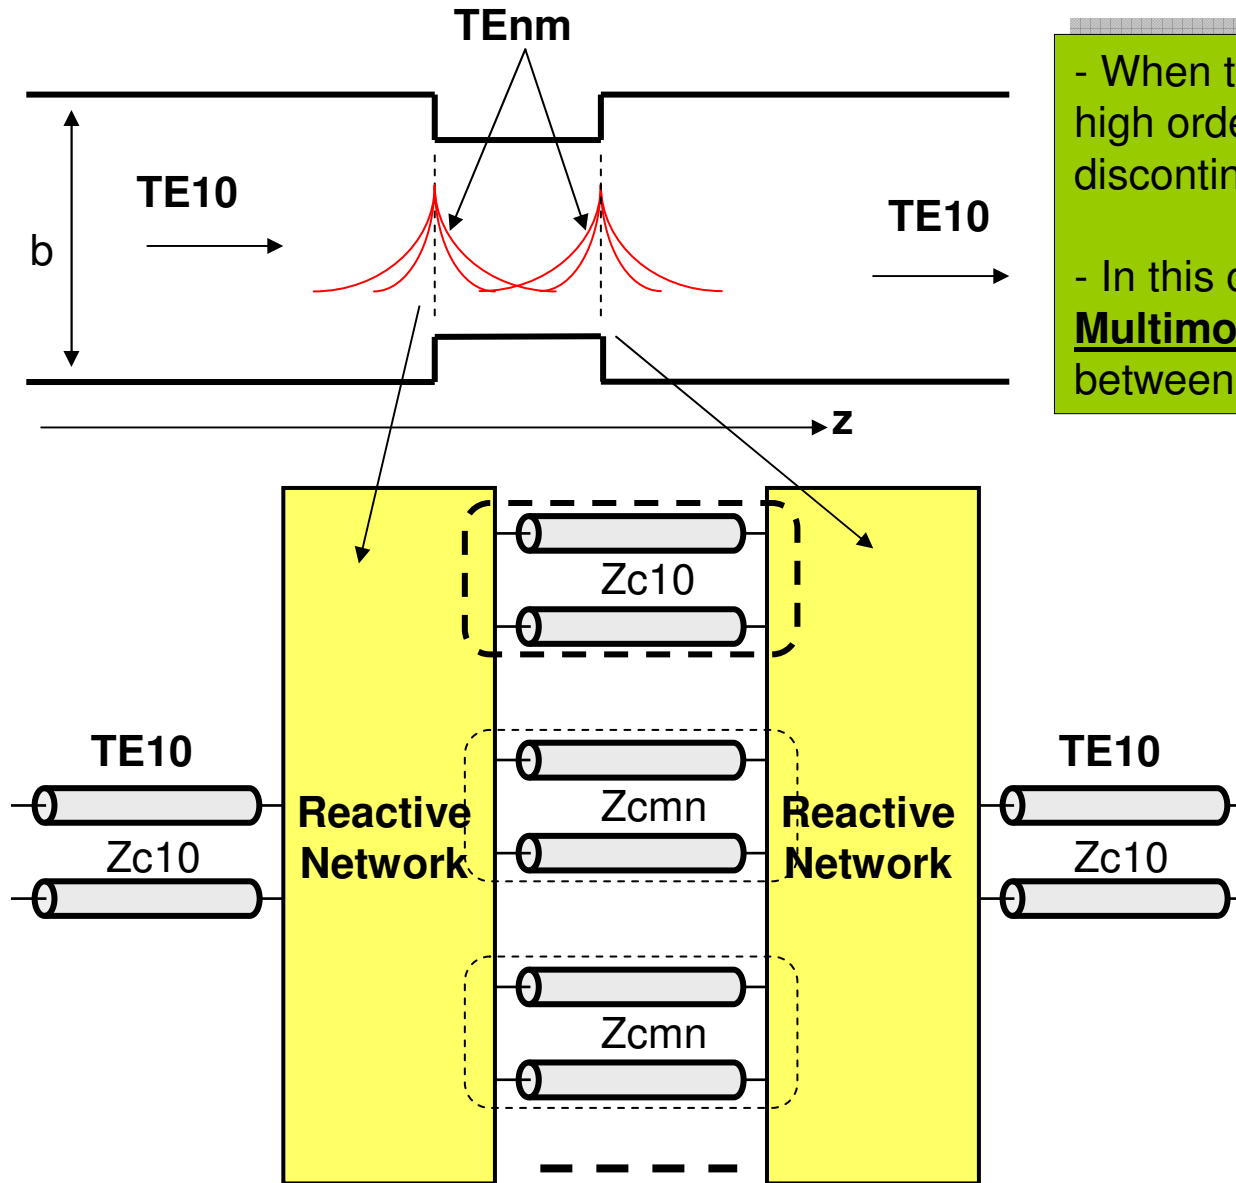 TEnm
- When t
high orde
discontin
TE10
TE10
b
- In this
Multimo
between
z
Zc10
TE10
TE10
Reactive
Network
Zcmn
Reactive
Network
Zc10
Zc10
Zcmn